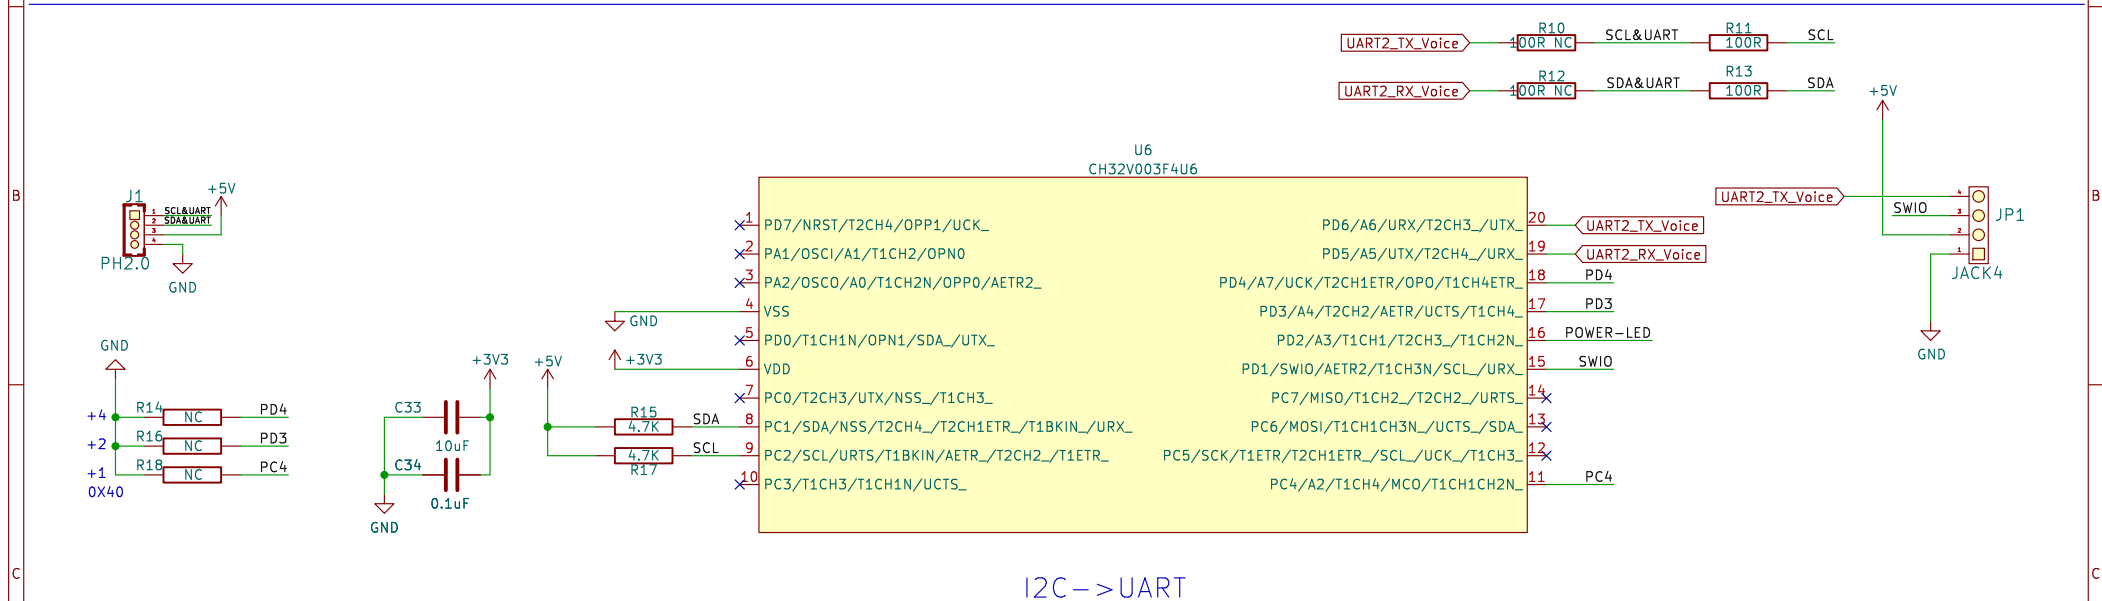 R10
UART2_TX_Voice
100R NC
SCL&UART
R11
100R
SCL
R12
UART2_RX_Voice
100R NC
SDA&UART
R13
100R
SDA
+5V
U6
CH32V003F4U6
B
J1
+5V
1 SCL&UART
2 SDA&UART
3
4
PH2.0
GND
1 PD7/NRST/T2CH4/OPP1/UCK_
2 PA1/OSCI/A1/T1CH2/OPN0
3 PA2/OSCO/A0/T1CH2N/OPP0/AETR2_
GND 4 VSS
5 PD0/T1CH1N/OPN1/SDA_/UTX_
+3V3 6 VDD
7 PC0/T2CH3/UTX/NSS_/T1CH3_
8 PC1/SDA/NSS/T2CH4_/T2CH1ETR_/T1BKIN_/URX_
9 PC2/SCL/URTS/T1BKIN/AETR_/T2CH2_/T1ETR_
10 PC3/T1CH3/T1CH1N/UCTS_
PD6/A6/URX/T2CH3_/UTX_ 20 UART2_TX_Voice
PD5/A5/UTX/T2CH4_/URX_ 19 UART2_RX_Voice
PD4/A7/UCK/T2CH1ETR/OPO/T1CH4ETR_ 18 PD4
PD3/A4/T2CH2/AETR/UCTS/T1CH4_ 17 PD3
PD2/A3/T1CH1/T2CH3_/T1CH2N_ 16 POWER-LED
PD1/SWIO/AETR2/T1CH3N/SCL_/URX_ 15 SWIO
PC7/MISO/T1CH2_/T2CH2_/URTS_ 14
PC6/MOSI/T1CH1CH3N_/UCTS_/SDA_ 13
PC5/SCK/T1ETR/T2CH1ETR_/SCL_/UCK_/T1CH3_ 12
PC4/A2/T1CH4/MCO/T1CH1CH2N_ 11 PC4
UART2_TX_Voice 4
SWIO 3
2
1
JP1
JACK4
GND
B
GND
+4 R14 NC PD4
+2 R16 NC PD3
+1 R18 NC PC4
0X40
+3V3
C33
10uF
C34
0.1uF
GND
+5V
R15
4.7K
SDA
4.7K
R17
SCL
C
I2C->UART
C